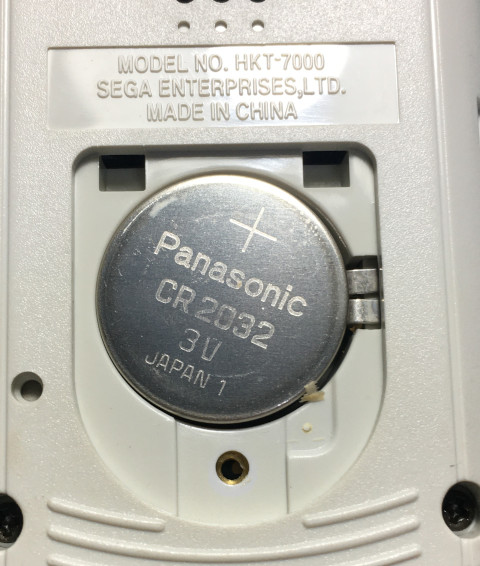 MODEL NO. HKT-7000
SEGA ENTERPRISES,LTD.
MADE IN CHINA
+
Panasonic
CR2032
3V
JAPAN 1